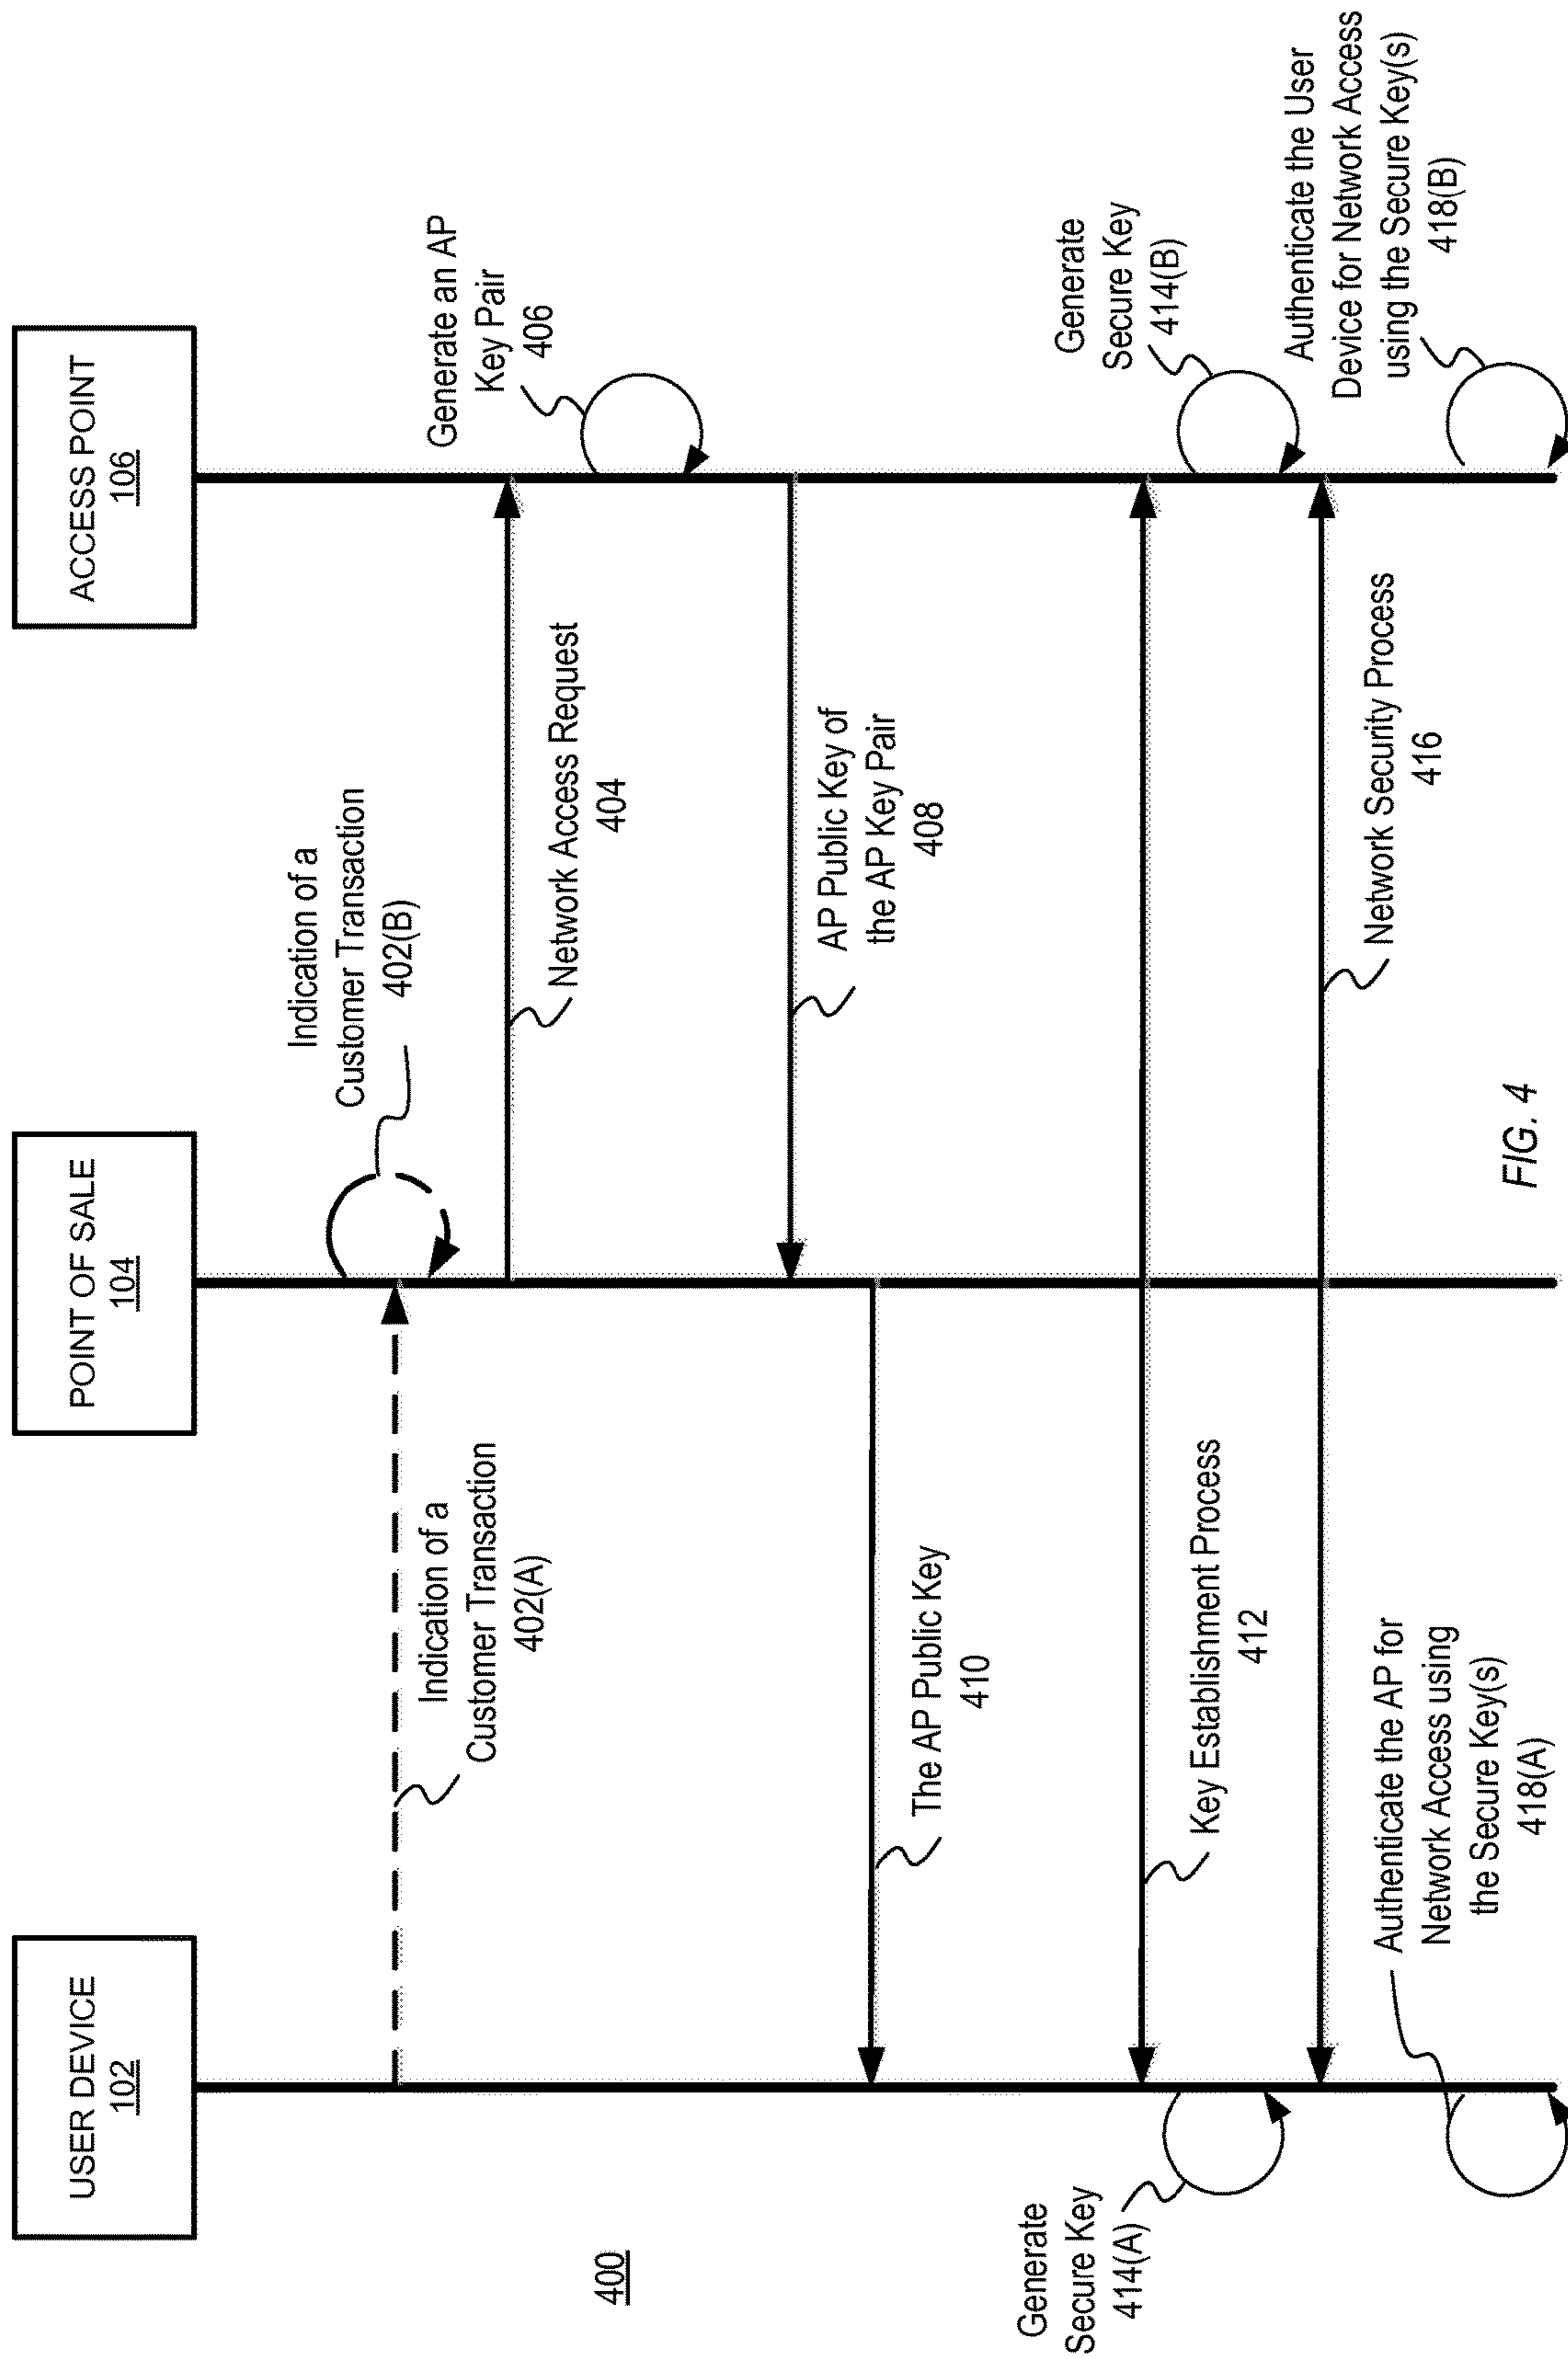 USER DEVICE
102
POINT OF SALE
104
ACCESS POINT
106
Indication of a
Customer Transaction
402(B)
Indication of a
Customer Transaction
402(A)
Generate an AP
Key Pair
406
Network Access Request
404
400
AP Public Key of
the AP Key Pair
408
The AP Public Key
410
Generate
Secure Key
414(A)
Key Establishment Process
412
Generate
Secure Key
414(B)
Authenticate the AP for
Network Access using
the Secure Key(s)
418(A)
Network Security Process
416
Authenticate the User
Device for Network Access
using the Secure Key(s)
418(B)
FIG. 4